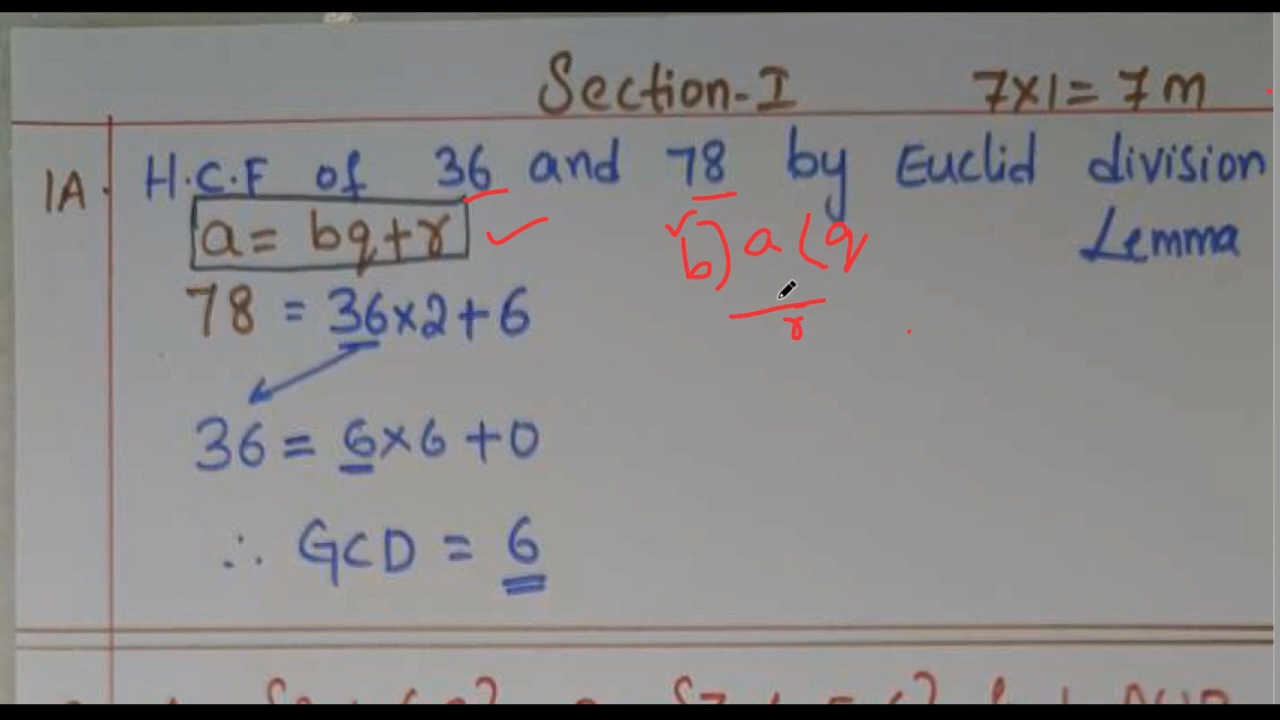 Section-I 7×1=7m
1A. H.C.F of 36 and 78 by Euclid division
Lemma
a = bq+r
b) a (q
r
78 = 36×2+6
36 = 6×6+0
∴ GCD = 6